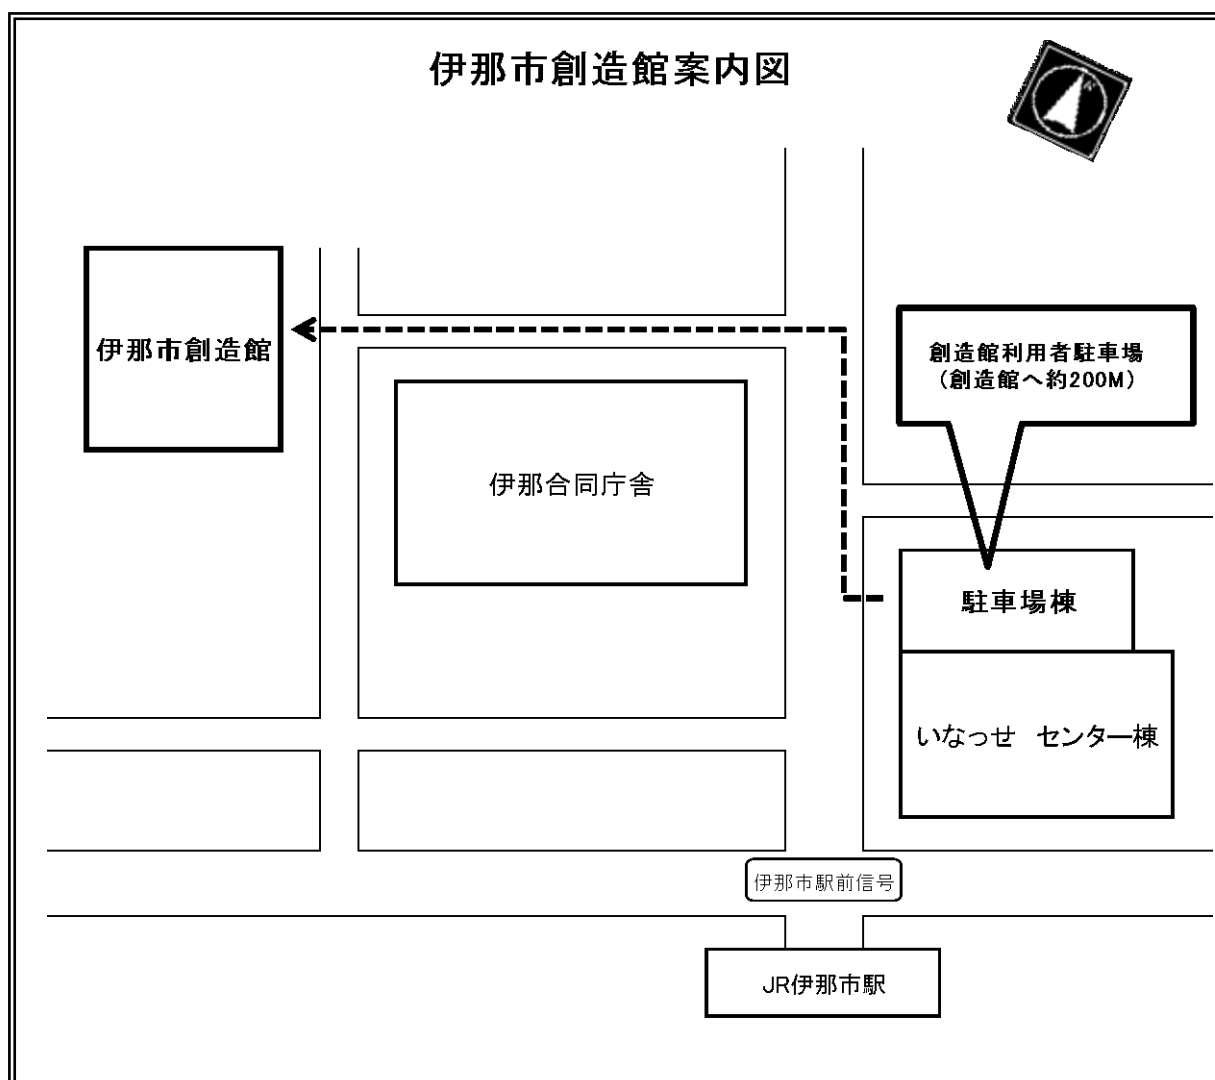 伊那市創造館案内図
N
伊那市創造館
創造館利用者駐車場
（創造館へ約200M）
伊那合同庁舎
駐車場棟
いなっせ　センター棟
伊那市駅前信号
JR伊那市駅